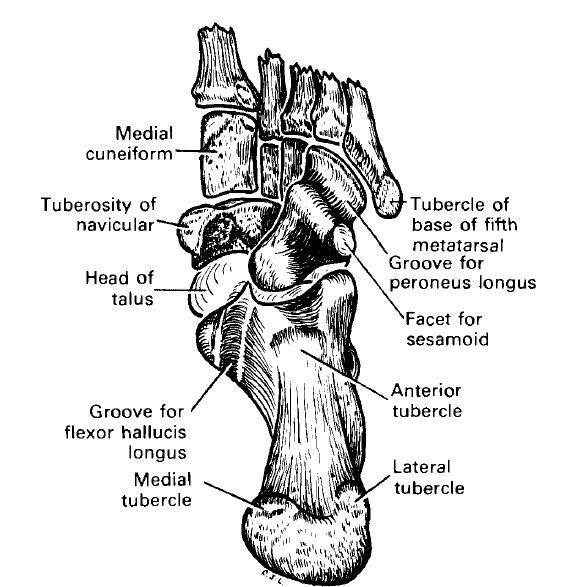 Medial
cuneiform
Tuberosity of
navicular
Head of
talus
Groove for
flexor hallucis
longus
Medial
tubercle
Tubercle of
base of fifth
metatarsal
Groove for
peroneus longus
Facet for
sesamoid
Anterior
tubercle
Lateral
tubercle